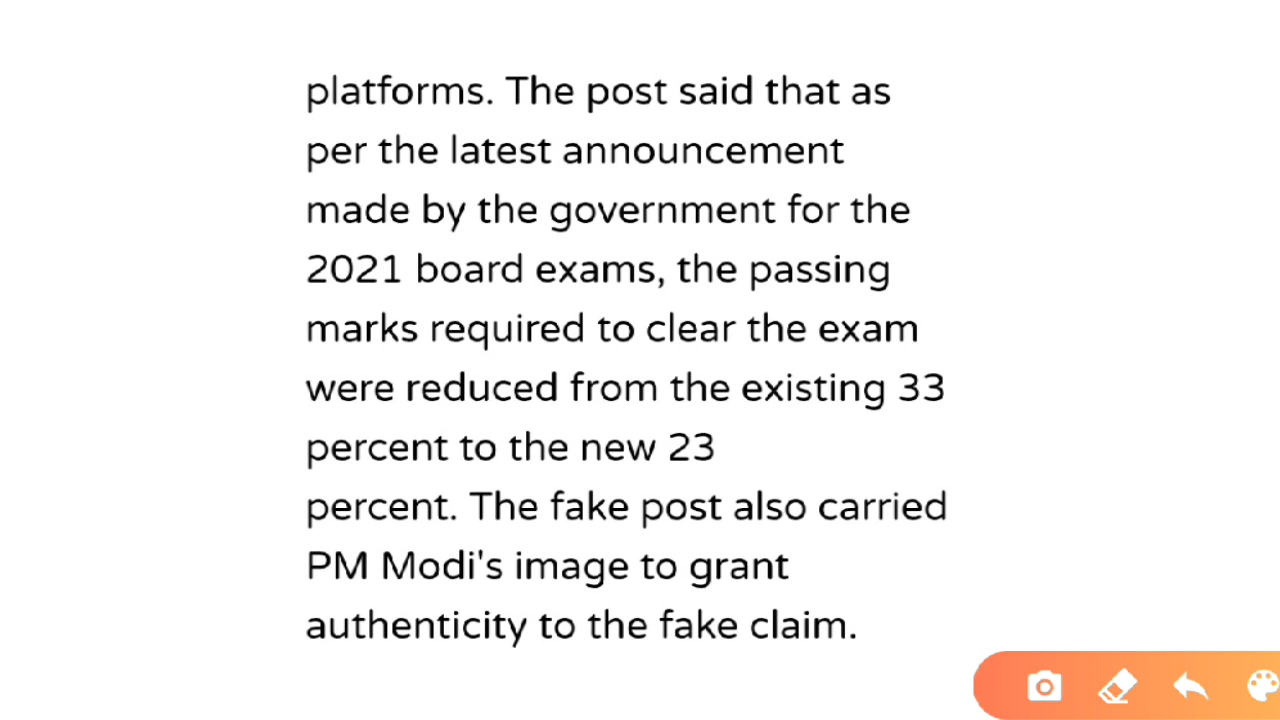 platforms. The post said that as
per the latest announcement
made by the government for the
2021 board exams, the passing
marks required to clear the exam
were reduced from the existing 33
percent to the new 23
percent. The fake post also carried
PM Modi's image to grant
authenticity to the fake claim.